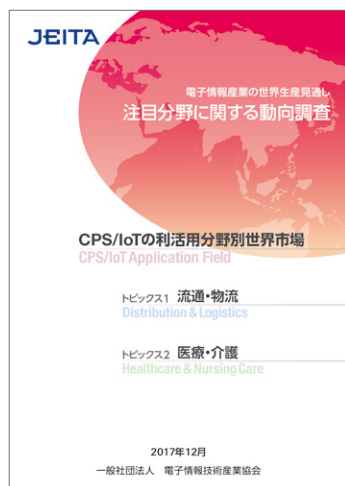 JEITA
電子情報産業の世界生産見通し
注目分野に関する動向調査
CPS/IoTの利活用分野別世界市場
CPS/IoT Application Field
トピックス1 流通・物流
Distribution & Logistics
トピックス2 医療・介護
Healthcare & Nursing Care
2017年12月
一般社団法人 電子情報技術産業協会